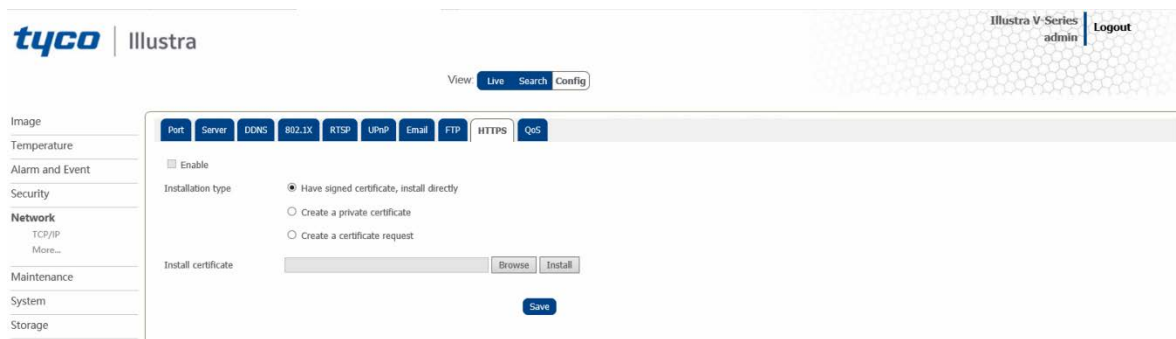 tyco | Illustra
Illustra V-Series
admin
Logout
View: Live Search Config
Image
Temperature
Alarm and Event
Security
Network
TCP/IP
More...
Maintenance
System
Storage
Port Server DDNS 802.1X RTSP UPnP Email FTP HTTPS QoS
Enable
Installation type
Have signed certificate, install directly
Create a private certificate
Create a certificate request
Install certificate Browse Install
Save